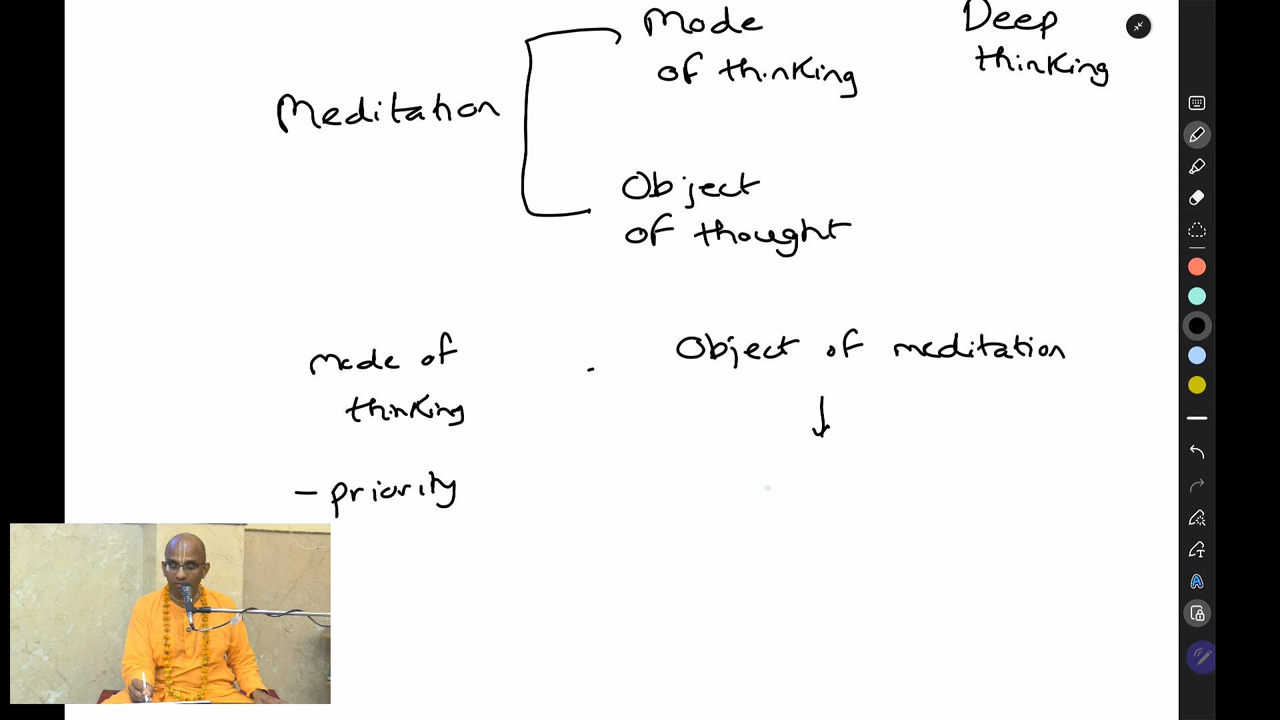 Mode
of thinking
Deep
thinking
Meditation
Object
of thought
mode of
thinking
- priority
Object of meditation
↓